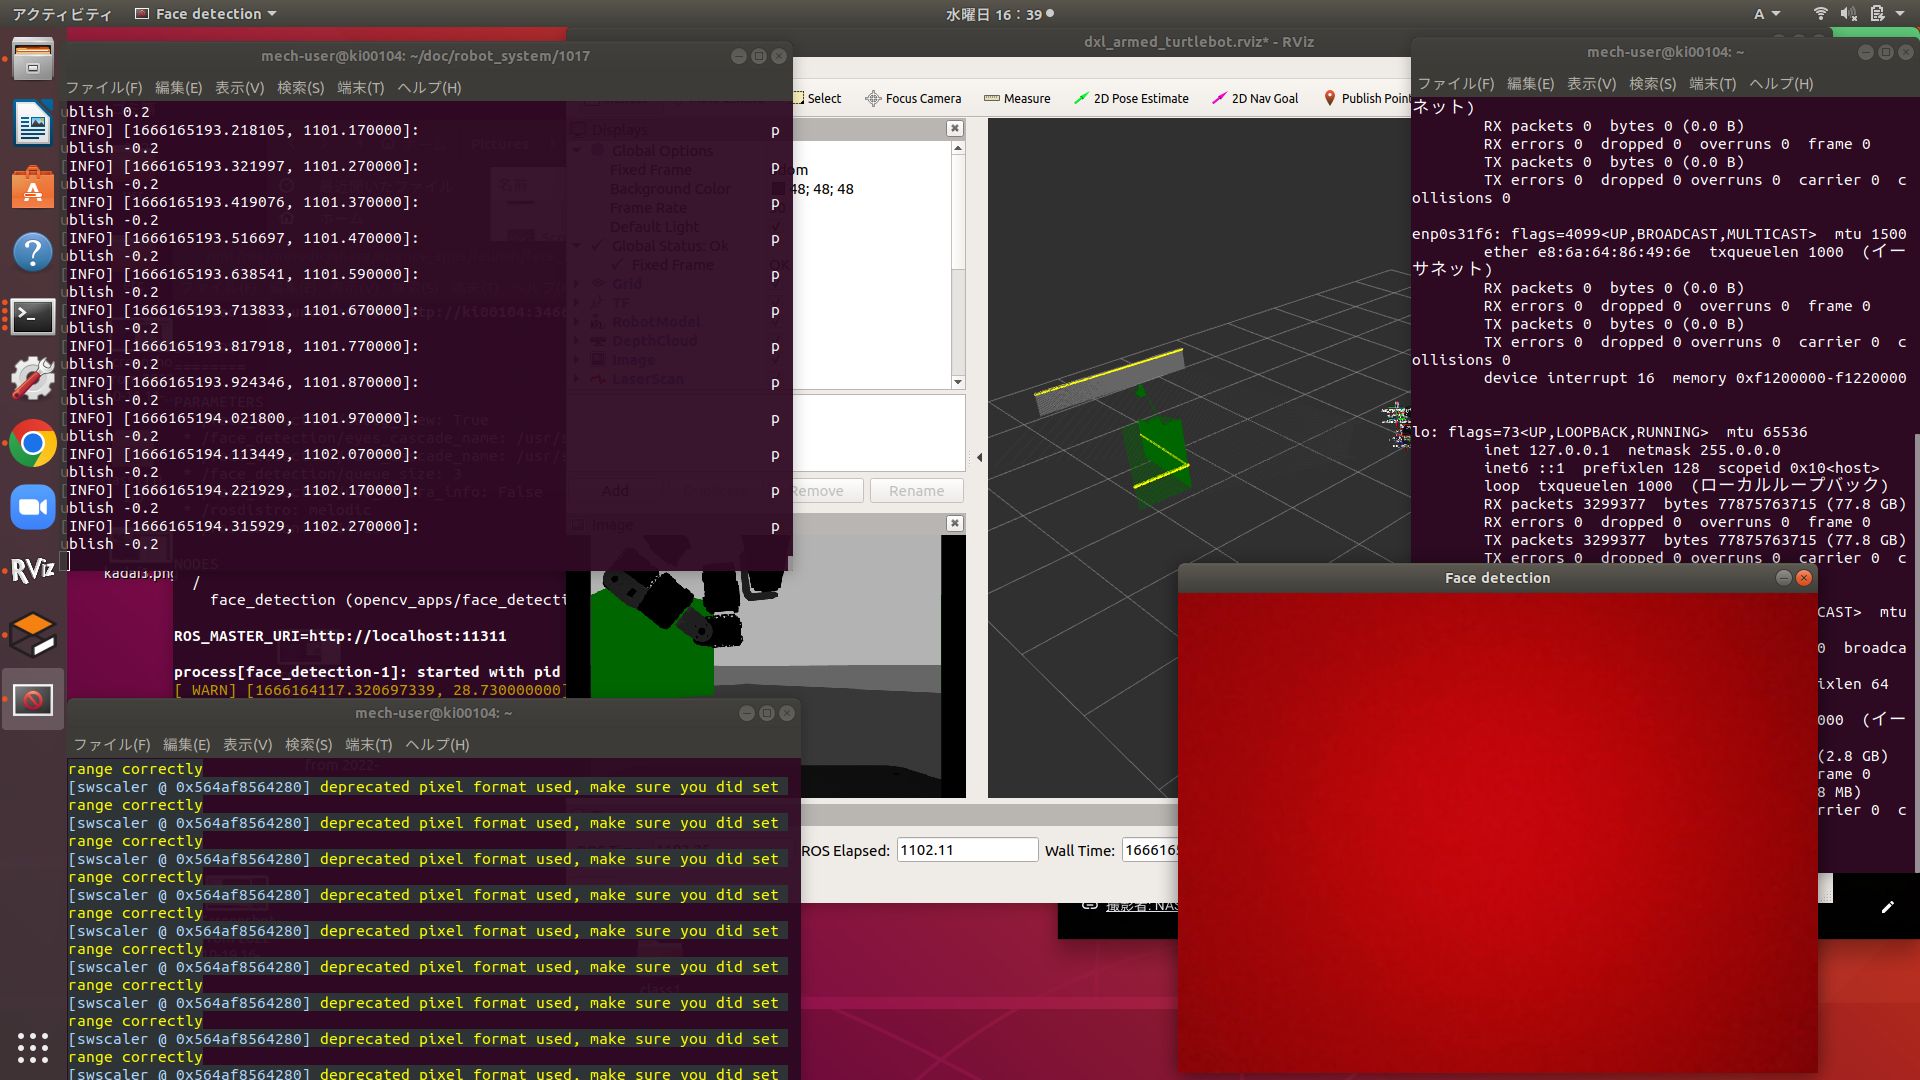 アクティビティ
Face detection
水曜日 16：39
A
mech-user@ki00104: ~/doc/robot_system/1017
ファイル(F) 編集(E) 表示(V) 検索(S) 端末(T) ヘルプ(H)
ublish -0.2
[INFO] [1666165193.218105, 1101.170000]: p
ublish -0.2
[INFO] [1666165193.321997, 1101.270000]: p
ublish -0.2
[INFO] [1666165193.419076, 1101.370000]: p
ublish -0.2
[INFO] [1666165193.516697, 1101.470000]: p
ublish -0.2
[INFO] [1666165193.638541, 1101.590000]: p
ublish -0.2
[INFO] [1666165193.713833, 1101.670000]: p
ublish -0.2
[INFO] [1666165193.817918, 1101.770000]: p
ublish -0.2
[INFO] [1666165193.924346, 1101.870000]: p
ublish -0.2
[INFO] [1666165194.021800, 1101.970000]: p
ublish -0.2
[INFO] [1666165194.113449, 1102.070000]: p
ublish -0.2
[INFO] [1666165194.221929, 1102.170000]: p
ublish -0.2
[INFO] [1666165194.315929, 1102.270000]: p
ublish -0.2
kadai3.png
NODES
/
face_detection (opencv_apps/face_detecti
ROS_MASTER_URI=http://localhost:11311
process[face_detection-1]: started with pid
[ WARN] [1666164117.320697339, 28.730000000]
dxl_armed_turtlebot.rviz* - RViz
Select
Focus Camera
Measure
2D Pose Estimate
2D Nav Goal
Publish Point
Displays
Global Options
Fixed Frame
Background Color
48; 48; 48
Frame Rate
Default Light
Global Status: Ok
Fixed Frame
OK
Grid
TF
RobotModel
DepthCloud
Image
LaserScan
Add
Remove
Rename
Image
ROS Elapsed:
1102.11
Wall Time:
166616
撮影者: NAS
mech-user@ki00104: ~
ファイル(F) 編集(E) 表示(V) 検索(S) 端末(T) ヘルプ(H)
ネット)
RX packets 0  bytes 0 (0.0 B)
RX errors 0  dropped 0  overruns 0  frame 0
TX packets 0  bytes 0 (0.0 B)
TX errors 0  dropped 0 overruns 0  carrier 0  c
ollisions 0
enp0s31f6: flags=4099<UP,BROADCAST,MULTICAST>  mtu 1500
ether e8:6a:64:86:49:6e  txqueuelen 1000  (イー
サネット)
RX packets 0  bytes 0 (0.0 B)
RX errors 0  dropped 0  overruns 0  frame 0
TX packets 0  bytes 0 (0.0 B)
TX errors 0  dropped 0 overruns 0  carrier 0  c
ollisions 0
device interrupt 16  memory 0xf1200000-f1220000
lo: flags=73<UP,LOOPBACK,RUNNING>  mtu 65536
inet 127.0.0.1  netmask 255.0.0.0
inet6 ::1  prefixlen 128  scopeid 0x10<host>
loop  txqueuelen 1000  (ローカルループバック)
RX packets 3299377  bytes 77875763715 (77.8 GB)
RX errors 0  dropped 0  overruns 0  frame 0
TX packets 3299377  bytes 77875763715 (77.8 GB)
TX errors 0  dropped 0 overruns 0  carrier 0  c
CAST>  mtu
0  broadca
ixlen 64
000  (イー
(2.8 GB)
rame 0
8 MB)
rrier 0  c
Face detection
RViz
mech-user@ki00104: ~
ファイル(F) 編集(E) 表示(V) 検索(S) 端末(T) ヘルプ(H)
range correctly
[swscaler @ 0x564af8564280] deprecated pixel format used, make sure you did set
range correctly
[swscaler @ 0x564af8564280] deprecated pixel format used, make sure you did set
range correctly
[swscaler @ 0x564af8564280] deprecated pixel format used, make sure you did set
range correctly
[swscaler @ 0x564af8564280] deprecated pixel format used, make sure you did set
range correctly
[swscaler @ 0x564af8564280] deprecated pixel format used, make sure you did set
range correctly
[swscaler @ 0x564af8564280] deprecated pixel format used, make sure you did set
range correctly
[swscaler @ 0x564af8564280] deprecated pixel format used, make sure you did set
range correctly
[swscaler @ 0x564af8564280] deprecated pixel format used, make sure you did set
range correctly
[swscaler @ 0x564af8564280] deprecated pixel format used, make sure you did set